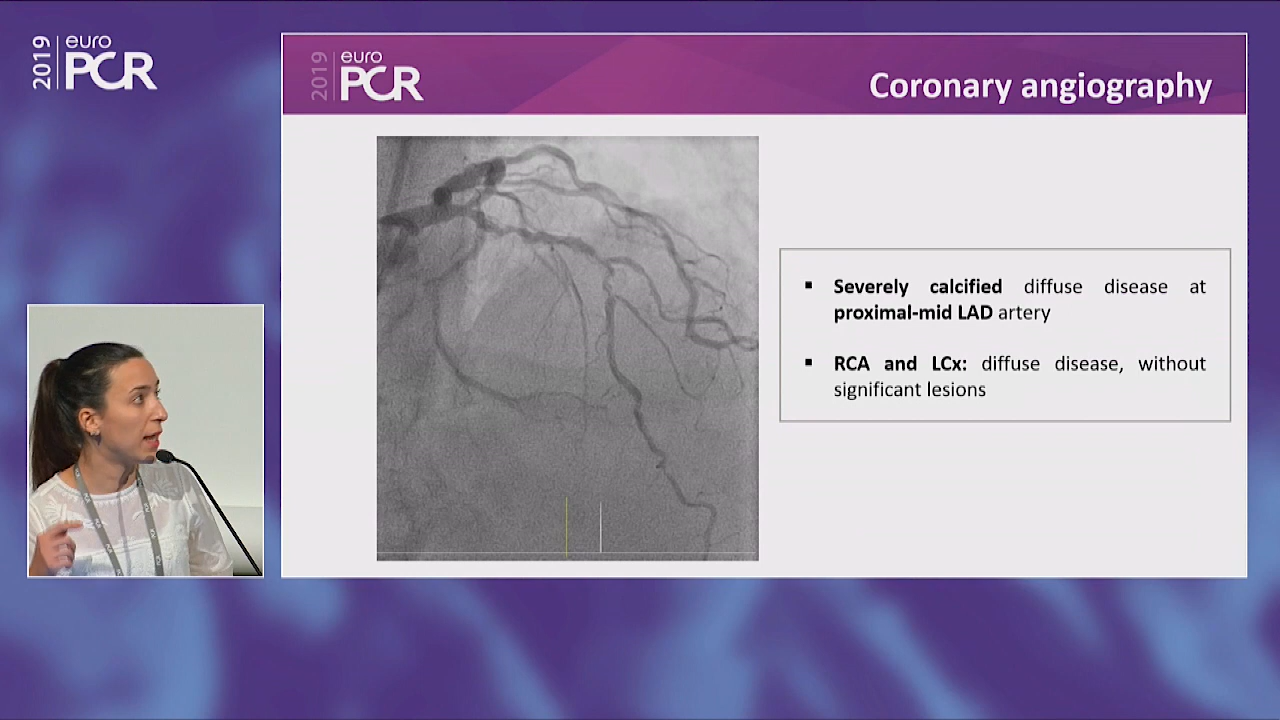 2019
euro
PCR
2019
euro
PCR
Coronary angiography
▪ Severely calcified diffuse disease at
proximal-mid LAD artery
▪ RCA and LCx: diffuse disease, without
significant lesions